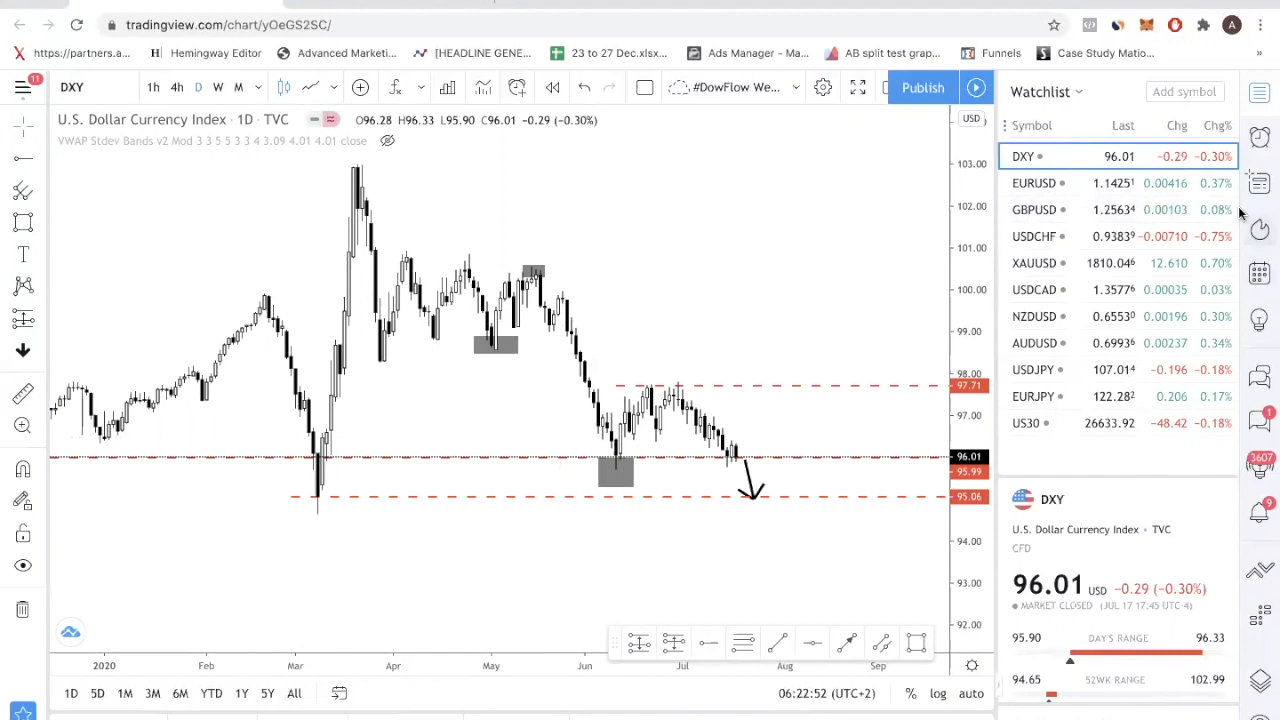 tradingview.com/chart/yOeGS2SC/
A
https://partners.a...
H
Hemingway Editor
Advanced Marketi...
[HEADLINE GENE...
23 to 27 Dec.xlsx...
Ads Manager - Ma...
AB split test grap...
Funnels
Case Study Matio...
»
11
DXY
1h 4h D W M
#DowFlow We...
Publish
U.S. Dollar Currency Index · 1D · TVC
O96.28 H96.33 L95.90 C96.01 -0.29 (-0.30%)
VWAP Stdev Bands v2 Mod 3 3 5 5 3 3 4 3.09 4.01 4.01 close
USD
103.00
102.00
101.00
100.00
99.00
98.00
97.71
97.00
96.01
95.99
95.06
94.00
93.00
92.00
2020 Feb Mar Apr May Jun Jul Aug Sep
1D 5D 1M 3M 6M YTD 1Y 5Y All
06:22:52 (UTC+2)
% log auto
Watchlist
Add symbol
Symbol Last Chg Chg%
DXY 96.01 −0.29 −0.30%
EURUSD 1.14251 0.00416 0.37%
GBPUSD 1.25634 0.00103 0.08%
USDCHF 0.93839 −0.00710 −0.75%
XAUUSD 1810.046 12.610 0.70%
USDCAD 1.35776 0.00035 0.03%
NZDUSD 0.65530 0.00196 0.30%
AUDUSD 0.69936 0.00237 0.34%
USDJPY 107.014 −0.196 −0.18%
EURJPY 122.282 0.206 0.17%
US30 26633.92 −48.42 −0.18%
DXY
U.S. Dollar Currency Index • TVC
CFD
96.01 USD −0.29 (−0.30%)
MARKET CLOSED (JUL 17 17:45 UTC-4)
95.90 DAY'S RANGE 96.33
94.65 52WK RANGE 102.99
1
3607
9